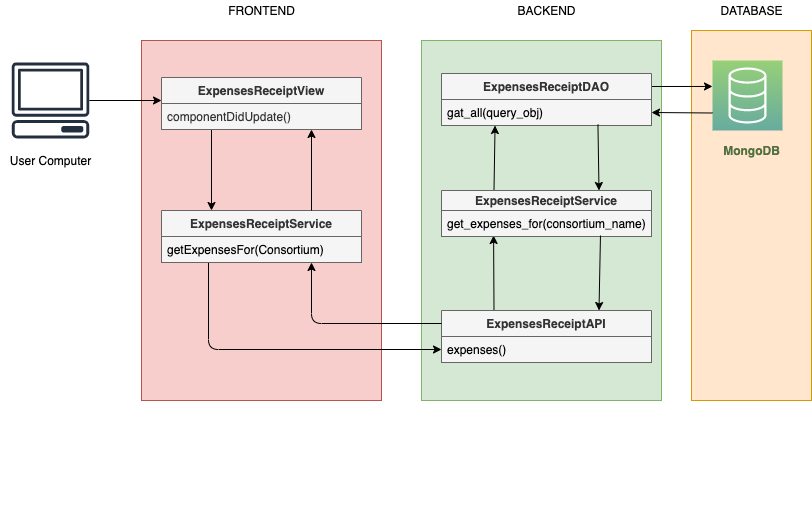 FRONTEND
BACKEND
DATABASE
User Computer
ExpensesReceiptView
componentDidUpdate()
ExpensesReceiptService
getExpensesFor(Consortium)
ExpensesReceiptDAO
gat_all(query_obj)
ExpensesReceiptService
get_expenses_for(consortium_name)
ExpensesReceiptAPI
expenses()
MongoDB